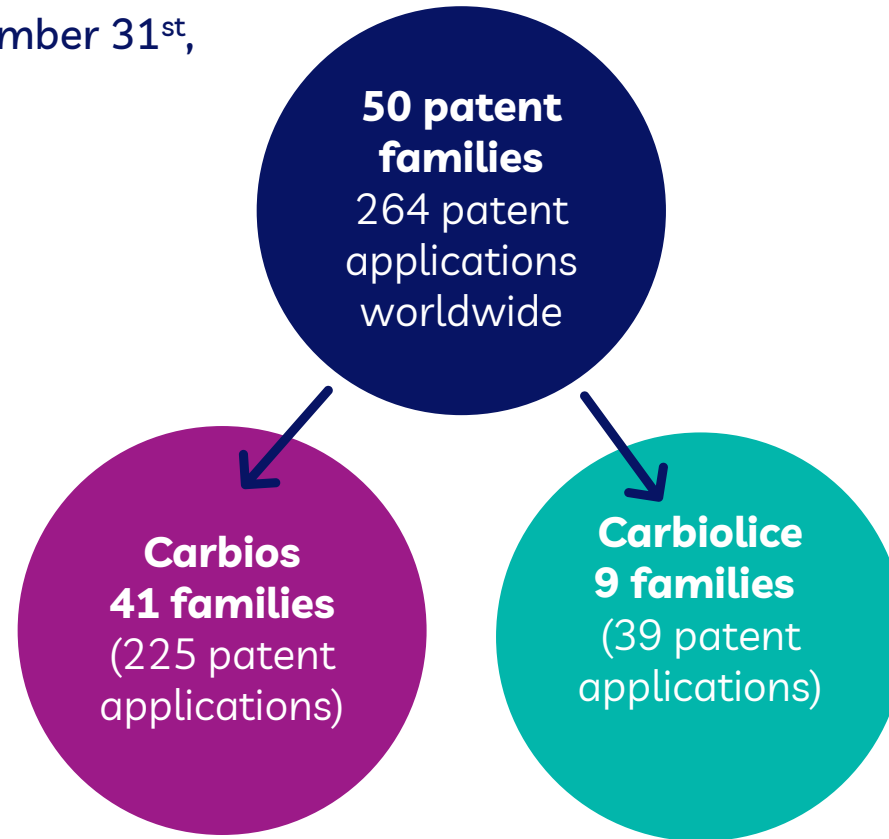 31st,
50 patent
families
264 patent
applications
worldwide
Carbios
41 families
(225 patent
applications)
Carbiolice
9 families
(39 patent
applications)